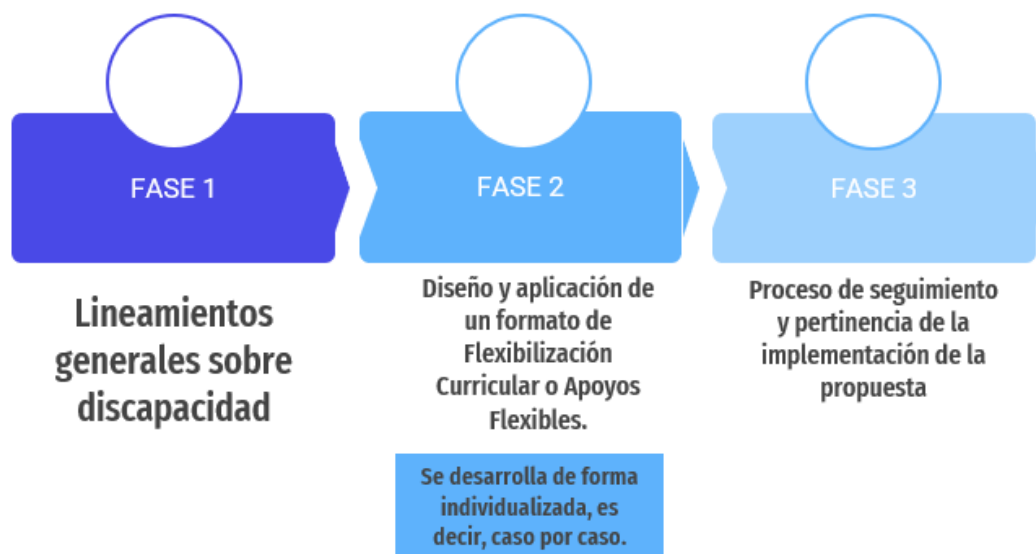 FASE 1
FASE 2
FASE 3
Lineamientos
generales sobre
discapacidad
Diseño y aplicación de
un formato de
Flexibilización
Curricular o Apoyos
Flexibles.
Se desarrolla de forma
individualizada, es
decir, caso por caso.
Proceso de seguimiento
y pertinencia de la
implementación de la
propuesta